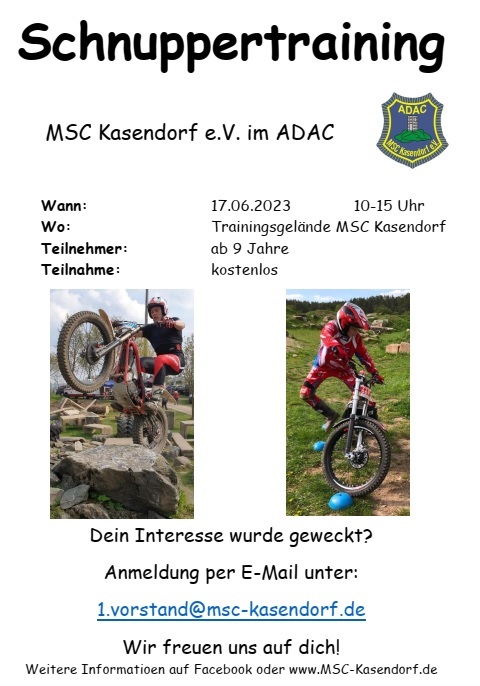 Schnuppertraining
MSC Kasendorf e.V. im ADAC
ADAC
MSC Kasendorf e.V.
Wann: 17.06.2023 10-15 Uhr
Wo: Trainingsgelände MSC Kasendorf
Teilnehmer: ab 9 Jahre
Teilnahme: kostenlos
Dein Interesse wurde geweckt?
Anmeldung per E-Mail unter:
1.vorstand@msc-kasendorf.de
Wir freuen uns auf dich!
Weitere Informatioen auf Facebook oder www.MSC-Kasendorf.de